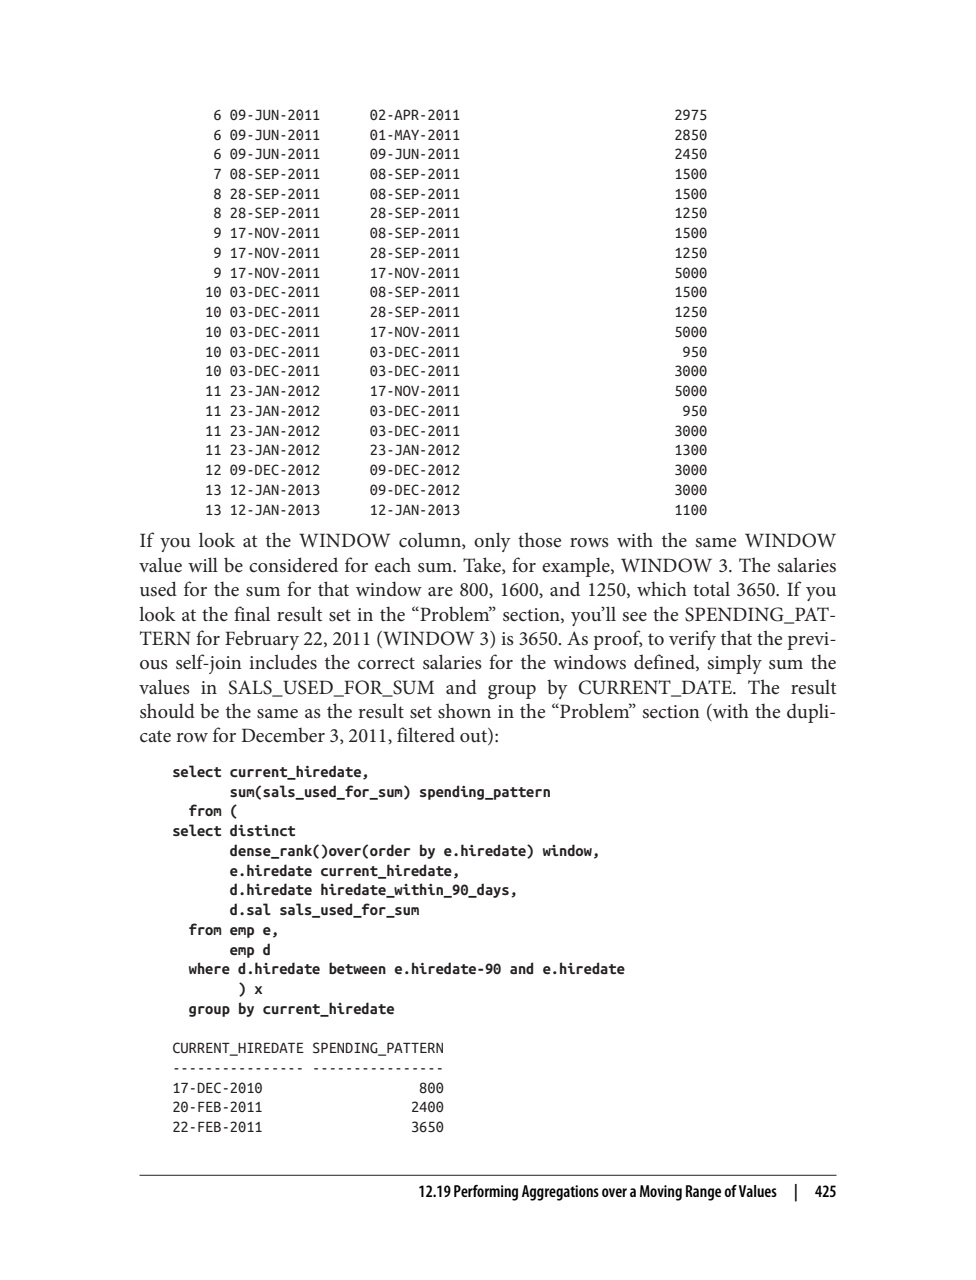 6 09-JUN-2011 02-APR-2011 2975
6 09-JUN-2011 01-MAY-2011 2850
6 09-JUN-2011 09-JUN-2011 2450
7 08-SEP-2011 08-SEP-2011 1500
8 28-SEP-2011 08-SEP-2011 1500
8 28-SEP-2011 28-SEP-2011 1250
9 17-NOV-2011 08-SEP-2011 1500
9 17-NOV-2011 28-SEP-2011 1250
9 17-NOV-2011 17-NOV-2011 5000
10 03-DEC-2011 08-SEP-2011 1500
10 03-DEC-2011 28-SEP-2011 1250
10 03-DEC-2011 17-NOV-2011 5000
10 03-DEC-2011 03-DEC-2011 950
10 03-DEC-2011 03-DEC-2011 3000
11 23-JAN-2012 17-NOV-2011 5000
11 23-JAN-2012 03-DEC-2011 950
11 23-JAN-2012 03-DEC-2011 3000
11 23-JAN-2012 23-JAN-2012 1300
12 09-DEC-2012 09-DEC-2012 3000
13 12-JAN-2013 09-DEC-2012 3000
13 12-JAN-2013 12-JAN-2013 1100
If you look at the WINDOW column, only those rows with the same WINDOW
value will be considered for each sum. Take, for example, WINDOW 3. The salaries
used for the sum for that window are 800, 1600, and 1250, which total 3650. If you
look at the final result set in the “Problem” section, you’ll see the SPENDING_PAT-
TERN for February 22, 2011 (WINDOW 3) is 3650. As proof, to verify that the previ-
ous self-join includes the correct salaries for the windows defined, simply sum the
values in SALS_USED_FOR_SUM and group by CURRENT_DATE. The result
should be the same as the result set shown in the “Problem” section (with the dupli-
cate row for December 3, 2011, filtered out):
select current_hiredate,
sum(sals_used_for_sum) spending_pattern
from (
select distinct
dense_rank()over(order by e.hiredate) window,
e.hiredate current_hiredate,
d.hiredate hiredate_within_90_days,
d.sal sals_used_for_sum
from emp e,
emp d
where d.hiredate between e.hiredate-90 and e.hiredate
) x
group by current_hiredate
CURRENT_HIREDATE SPENDING_PATTERN
---------------- ----------------
17-DEC-2010 800
20-FEB-2011 2400
22-FEB-2011 3650
12.19 Performing Aggregations over a Moving Range of Values | 425